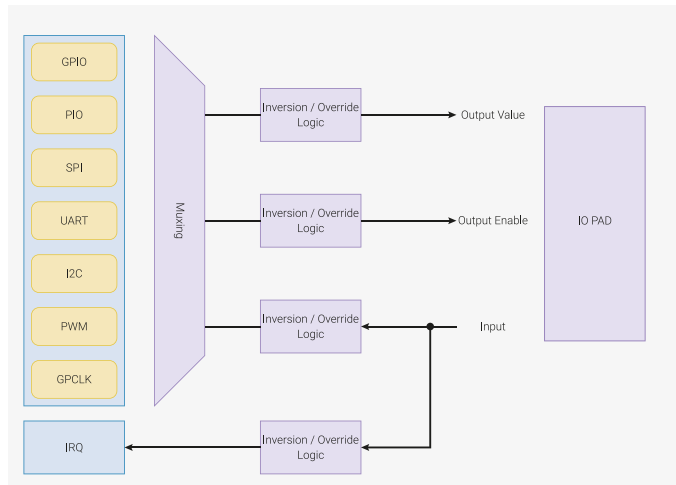 GPIO
PIO
SPI
UART
I2C
PWM
GPCLK
IRQ
Muxing
Inversion / Override
Logic
Output Value
Inversion / Override
Logic
Output Enable
Inversion / Override
Logic
Input
Inversion / Override
Logic
IO PAD